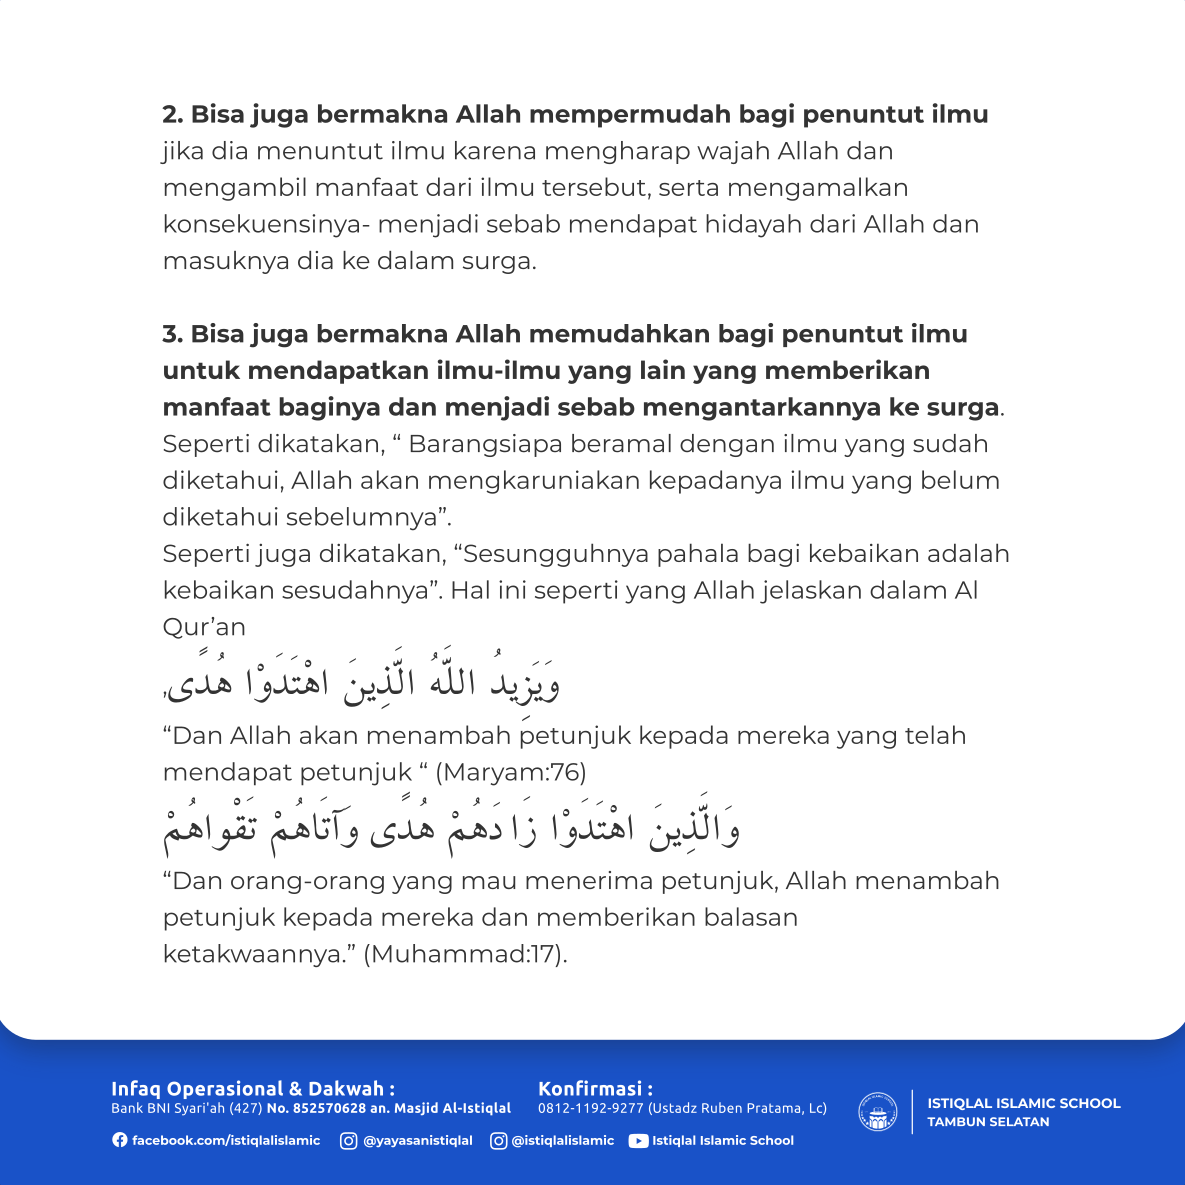 2. Bisa juga bermakna Allah mempermudah bagi penuntut ilmu
jika dia menuntut ilmu karena mengharap wajah Allah dan
mengambil manfaat dari ilmu tersebut, serta mengamalkan
konsekuensinya- menjadi sebab mendapat hidayah dari Allah dan
masuknya dia ke dalam surga.
3. Bisa juga bermakna Allah memudahkan bagi penuntut ilmu
untuk mendapatkan ilmu-ilmu yang lain yang memberikan
manfaat baginya dan menjadi sebab mengantarkannya ke surga.
Seperti dikatakan, “ Barangsiapa beramal dengan ilmu yang sudah
diketahui, Allah akan mengkaruniakan kepadanya ilmu yang belum
diketahui sebelumnya”.
Seperti juga dikatakan, “Sesungguhnya pahala bagi kebaikan adalah
kebaikan sesudahnya”. Hal ini seperti yang Allah jelaskan dalam Al
Qur’an
وَيَزِيدُ اللَّهُ الَّذِينَ اهْتَدَوْا هُدًى,
“Dan Allah akan menambah petunjuk kepada mereka yang telah
mendapat petunjuk “ (Maryam:76)
وَالَّذِينَ اهْتَدَوْا زَادَهُمْ هُدًى وَآتَاهُمْ تَقْواهُمْ
“Dan orang-orang yang mau menerima petunjuk, Allah menambah
petunjuk kepada mereka dan memberikan balasan
ketakwaannya.” (Muhammad:17).
Infaq Operasional & Dakwah :
Bank BNI Syari'ah (427) No. 852570628 an. Masjid Al-Istiqlal
Konfirmasi :
0812-1192-9277 (Ustadz Ruben Pratama, Lc)
facebook.com/istiqlalislamic @yayasanistiqlal @istiqlalislamic Istiqlal Islamic School
ISTIQLAL ISLAMIC SCHOOL
TAMBUN SELATAN